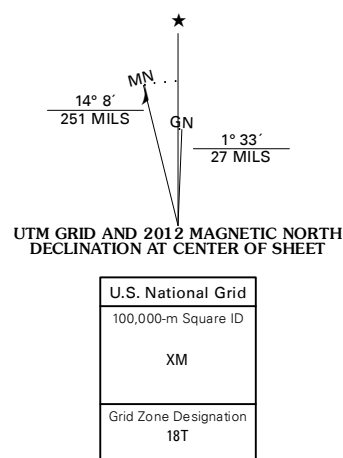 ★
MN
GN
14° 8´
251 MILS
1° 33´
27 MILS
UTM GRID AND 2012 MAGNETIC NORTH
DECLINATION AT CENTER OF SHEET
U.S. National Grid
100,000-m Square ID
XM
Grid Zone Designation
18T